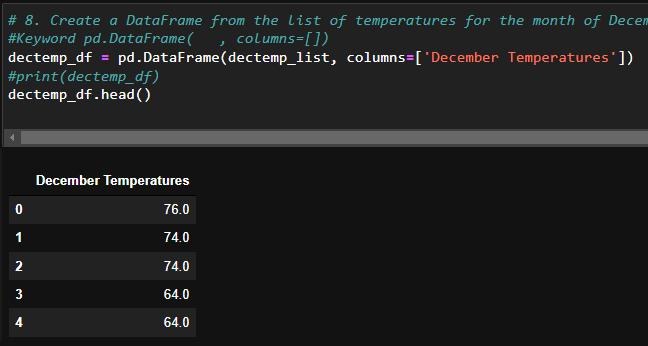 # 8. Create a DataFrame from the list of temperatures for the month of Decem
#Keyword pd.DataFrame(   , columns=[])
dectemp_df = pd.DataFrame(dectemp_list, columns=['December Temperatures'])
#print(dectemp_df)
dectemp_df.head()
December Temperatures
0 76.0
1 74.0
2 74.0
3 64.0
4 64.0